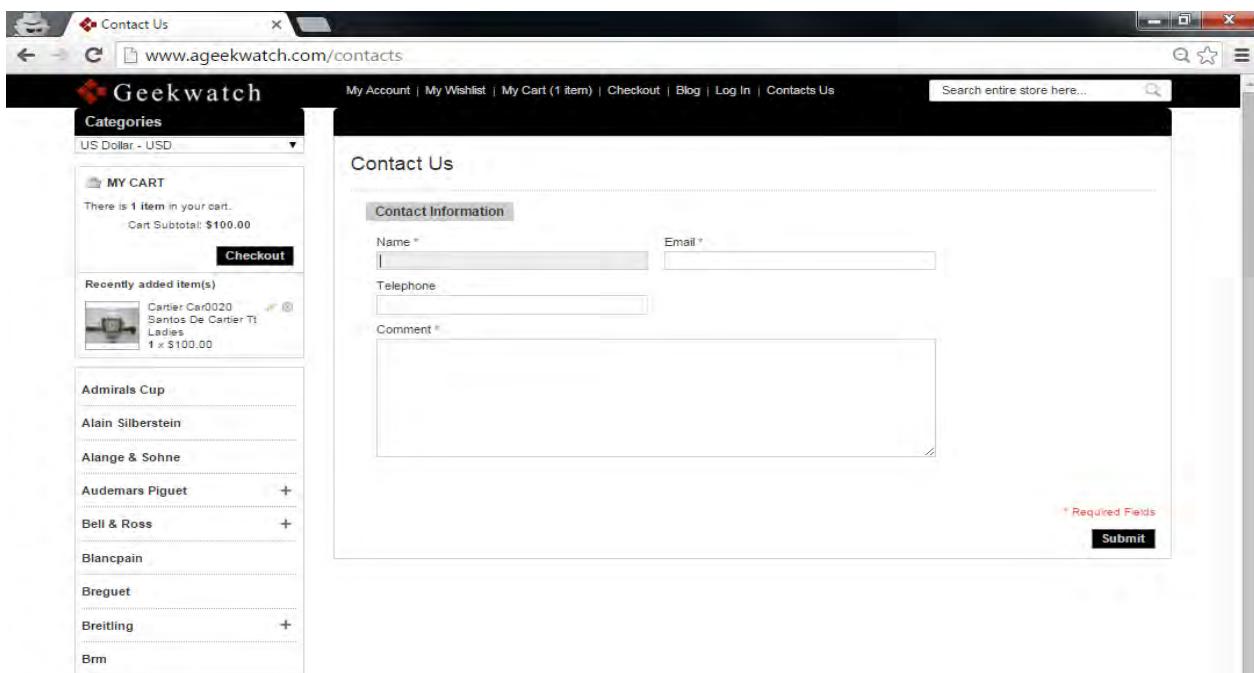 Contact Us
www.ageekwatch.com/contacts
Geekwatch
My Account | My Wishlist | My Cart (1 item) | Checkout | Blog | Log In | Contacts Us
Search entire store here...
Categories
US Dollar - USD
MY CART
There is 1 item in your cart.
Cart Subtotal: $100.00
Checkout
Recently added item(s)
Cartier Car0020
Santos De Cartier Tt
Ladies
1 x $100.00
Admirals Cup
Alain Silberstein
Alange & Sohne
Audemars Piguet +
Bell & Ross +
Blancpain
Breguet
Breitling +
Brm
Contact Us
Contact Information
Name * Email *
Telephone
Comment *
* Required Fields
Submit